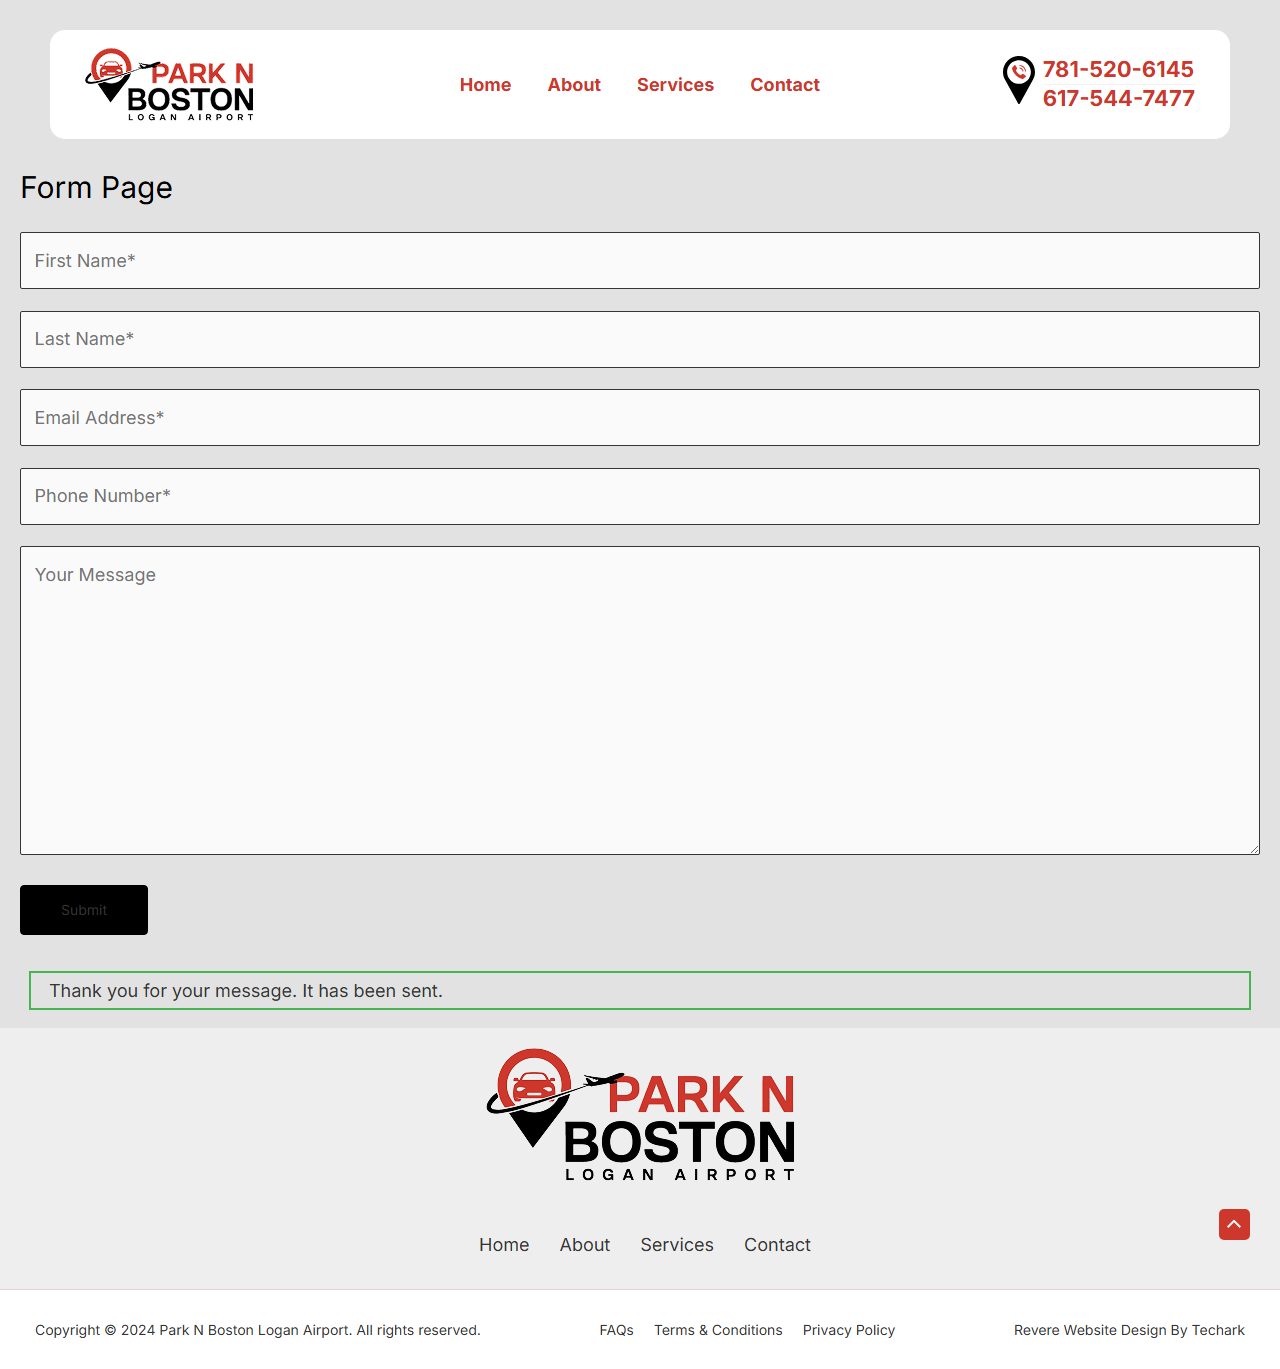 PARK N
BOSTON
LOGAN AIRPORT
Home About Services Contact
781-520-6145
617-544-7477
Form Page
First Name*
Last Name*
Email Address*
Phone Number*
Your Message
Submit
Thank you for your message. It has been sent.
PARK N
BOSTON
LOGAN AIRPORT
Home About Services Contact
Copyright © 2024 Park N Boston Logan Airport. All rights reserved. FAQs Terms & Conditions Privacy Policy Revere Website Design By Techark